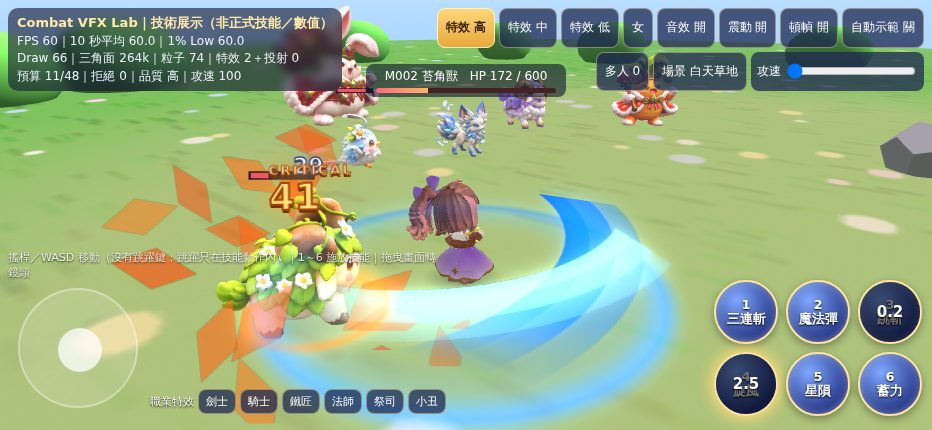 Combat VFX Lab｜技術展示（非正式技能／數值）
FPS 60｜10 秒平均 60.0｜1% Low 60.0
Draw 66｜三角面 264k｜粒子 74｜特效 2＋投射 0
預算 11/48｜拒絕 0｜品質 高｜攻速 100
特效 高
特效 中
特效 低
女
音效 開
震動 開
頓幀 開
自動示範 關
多人 0
場景 白天草地
攻速
M002 苔角獸 HP 172 / 600
CRITICAL
41
搖桿／WASD 移動（沒有跳躍鍵，跳躍只在技能動作內）｜1～6 施放技能｜拖曳畫面轉
鏡頭
1
三連斬
2
魔法彈
0.2
2.5
5
星隕
6
蓄力
職業特效
劍士
騎士
鐵匠
法師
祭司
小丑